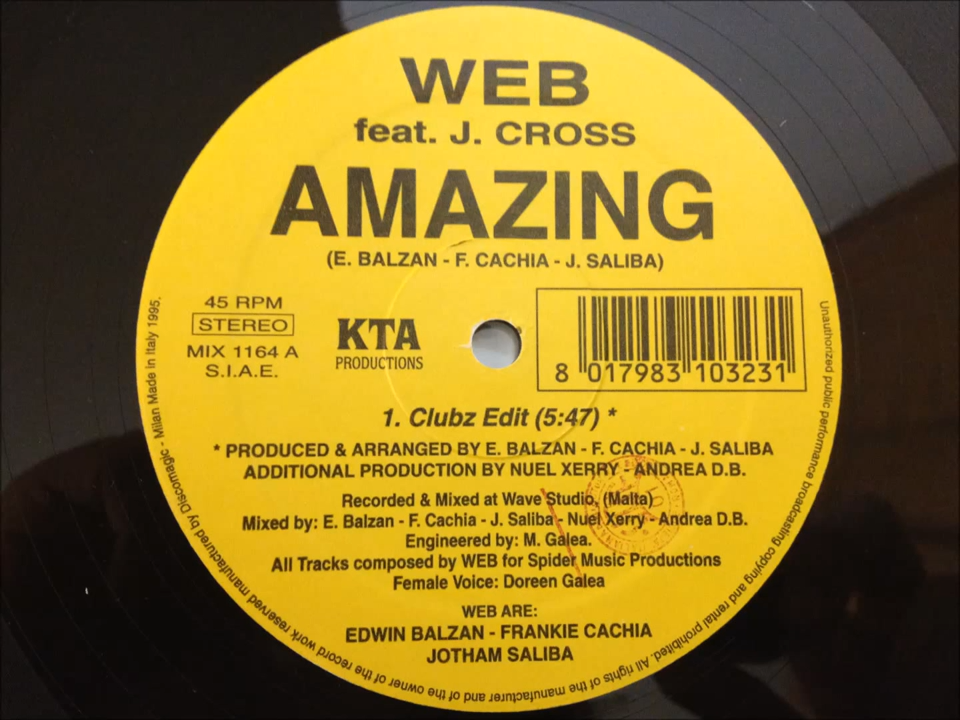 WEB
feat. J. CROSS
AMAZING
(E. BALZAN - F. CACHIA - J. SALIBA)
45 RPM
STEREO
MIX 1164 A
S.I.A.E.
KTA
PRODUCTIONS
8 017983 103231
1. Clubz Edit (5:47) *
* PRODUCED & ARRANGED BY E. BALZAN - F. CACHIA - J. SALIBA
ADDITIONAL PRODUCTION BY NUEL XERRY - ANDREA D.B.
Recorded & Mixed at Wave Studio. (Malta)
Mixed by: E. Balzan - F. Cachia - J. Saliba - Nuel Xerry - Andrea D.B.
Engineered by: M. Galea.
All Tracks composed by WEB for Spider Music Productions
Female Voice: Doreen Galea
WEB ARE:
EDWIN BALZAN - FRANKIE CACHIA
JOTHAM SALIBA
Unauthorized public performance broadcasting copying and rental prohibited. All rights of the manufacturer and of the owner of the record work reserved manufactured by Discomagic - Milan Made in Italy 1995.